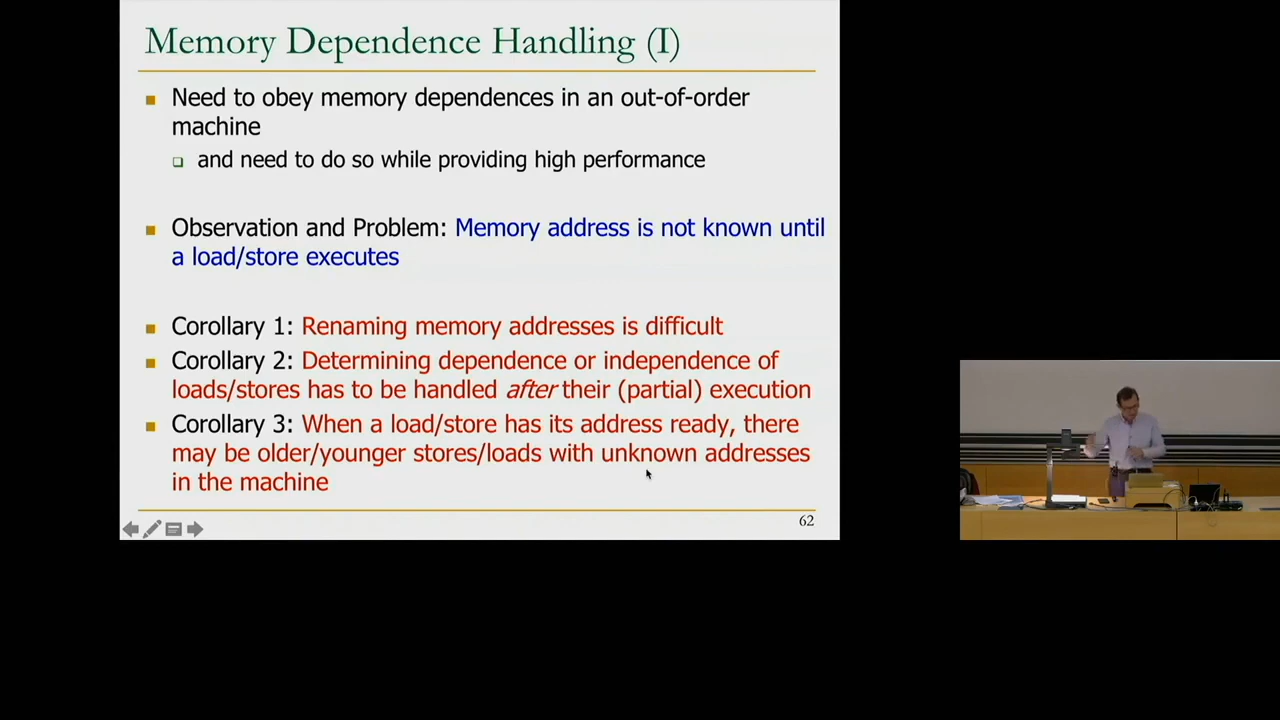 Memory Dependence Handling (I)
Need to obey memory dependences in an out-of-order
machine
and need to do so while providing high performance
Observation and Problem: Memory address is not known until
a load/store executes
Corollary 1: Renaming memory addresses is difficult
Corollary 2: Determining dependence or independence of
loads/stores has to be handled after their (partial) execution
Corollary 3: When a load/store has its address ready, there
may be older/younger stores/loads with unknown addresses
in the machine
62